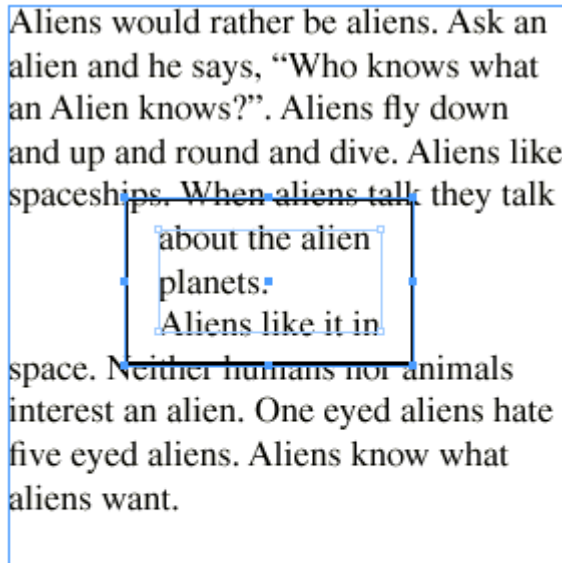 Aliens would rather be aliens. Ask an
alien and he says, “Who knows what
an Alien knows?”. Aliens fly down
and up and round and dive. Aliens like
spaceships. When aliens talk they talk
about the alien
planets.
Aliens like it in
space. Neither humans nor animals
interest an alien. One eyed aliens hate
five eyed aliens. Aliens know what
aliens want.